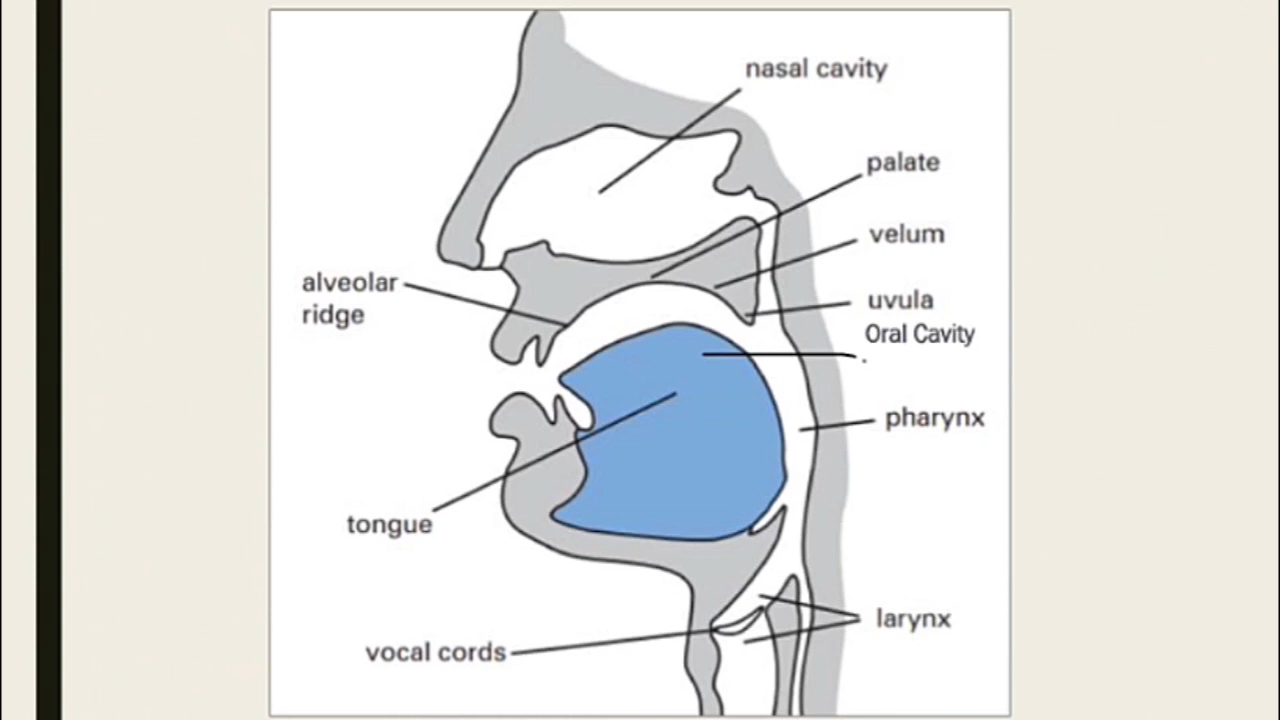 nasal cavity
palate
velum
alveolar
ridge
uvula
Oral Cavity
pharynx
tongue
larynx
vocal cords